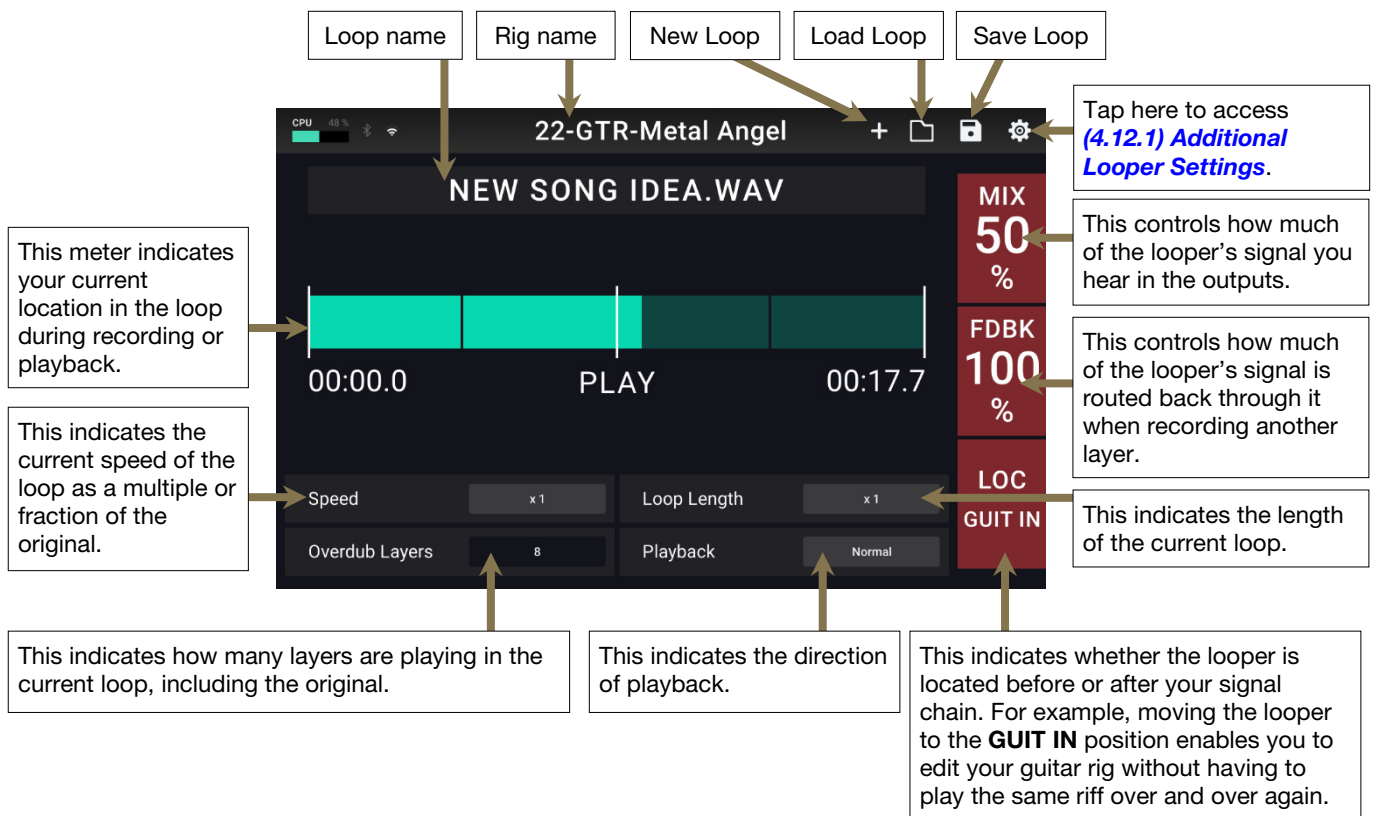 Loop name
Rig name
New Loop
Load Loop
Save Loop
Tap here to access
(4.12.1) Additional
Looper Settings.
CPU 48 %
22-GTR-Metal Angel
NEW SONG IDEA.WAV
MIX
50
%
This controls how much
of the looper's signal you
hear in the outputs.
This meter indicates
your current
location in the loop
during recording or
playback.
FDBK
100
%
This controls how much
of the looper's signal is
routed back through it
when recording another
layer.
00:00.0
PLAY
00:17.7
This indicates the
current speed of the
loop as a multiple or
fraction of the
original.
Speed
x 1
Loop Length
x 1
LOC
GUIT IN
This indicates the length
of the current loop.
Overdub Layers
8
Playback
Normal
This indicates how many layers are playing in the
current loop, including the original.
This indicates the direction
of playback.
This indicates whether the looper is
located before or after your signal
chain. For example, moving the looper
to the GUIT IN position enables you to
edit your guitar rig without having to
play the same riff over and over again.